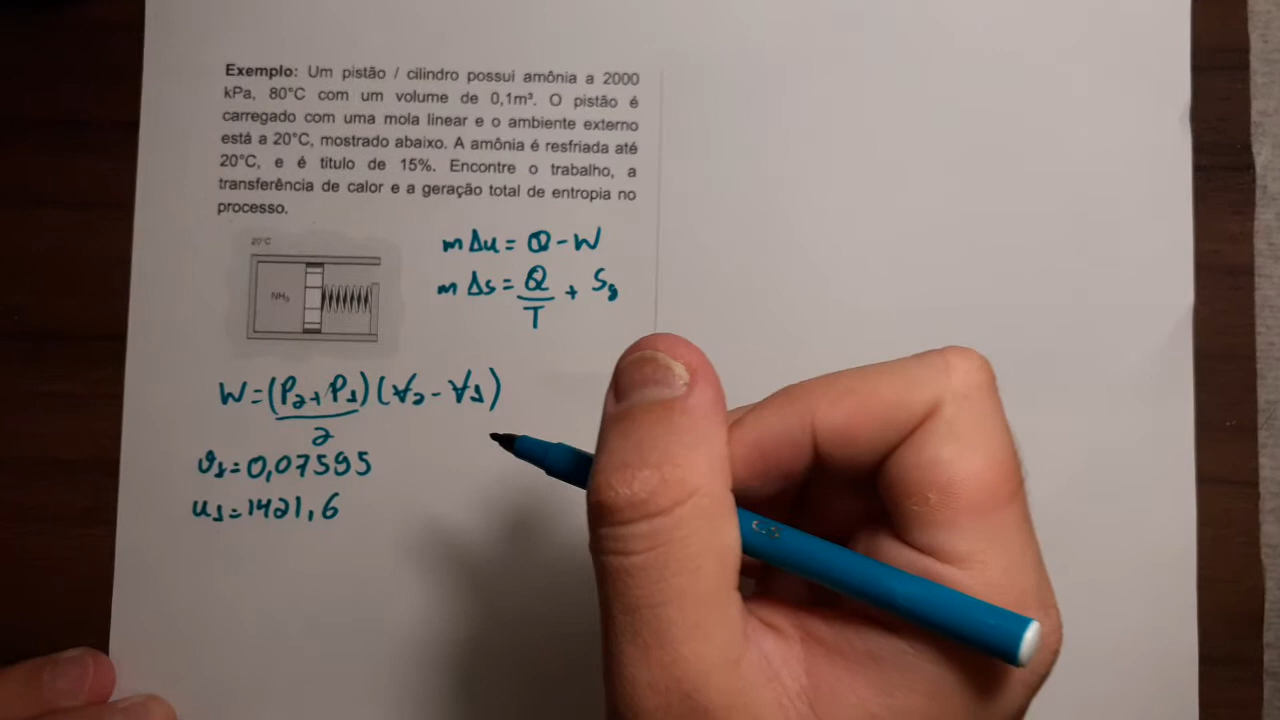 Exemplo: Um pistão / cilindro possui amônia a 2000
kPa, 80°C com um volume de 0,1m³. O pistão é
carregado com uma mola linear e o ambiente externo
está a 20°C, mostrado abaixo. A amônia é resfriada até
20°C, e é título de 15%. Encontre o trabalho, a
transferência de calor e a geração total de entropia no
processo.
20°C
NH₃
m Δu = Q - W
m Δs = Q/T + Sg
W = (P₂ + P₁)/2 (V₂ - V₁)
v₁ = 0,07595
u₁ = 1421,6